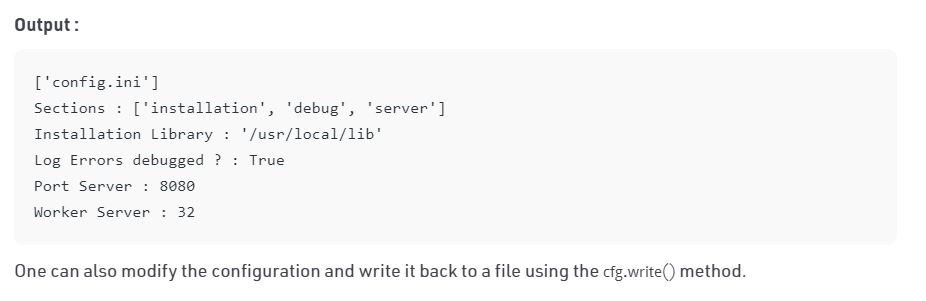 Output :
['config.ini']
Sections : ['installation', 'debug', 'server']
Installation Library : '/usr/local/lib'
Log Errors debugged ? : True
Port Server : 8080
Worker Server : 32
One can also modify the configuration and write it back to a file using the cfg.write() method.